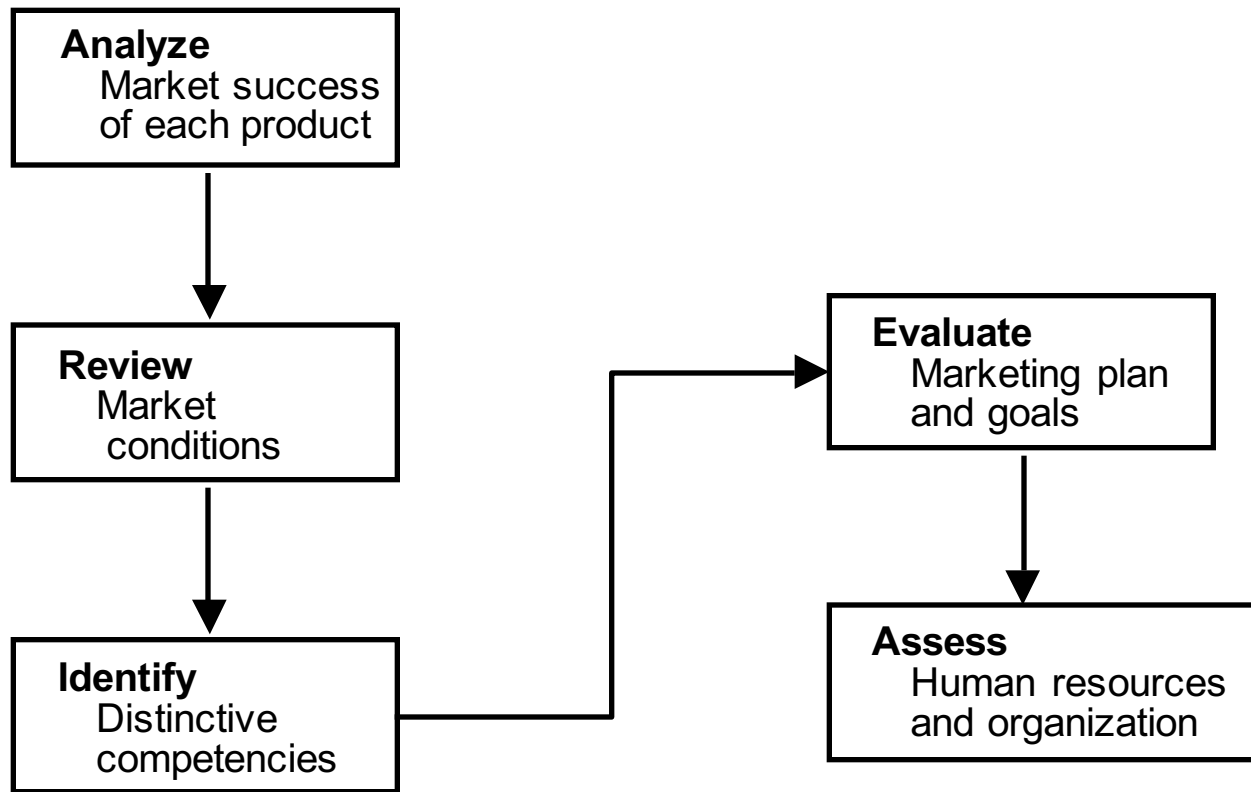 Analyze
Market success
of each product
Review
Market
conditions
Identify
Distinctive
competencies
Evaluate
Marketing plan
and goals
Assess
Human resources
and organization